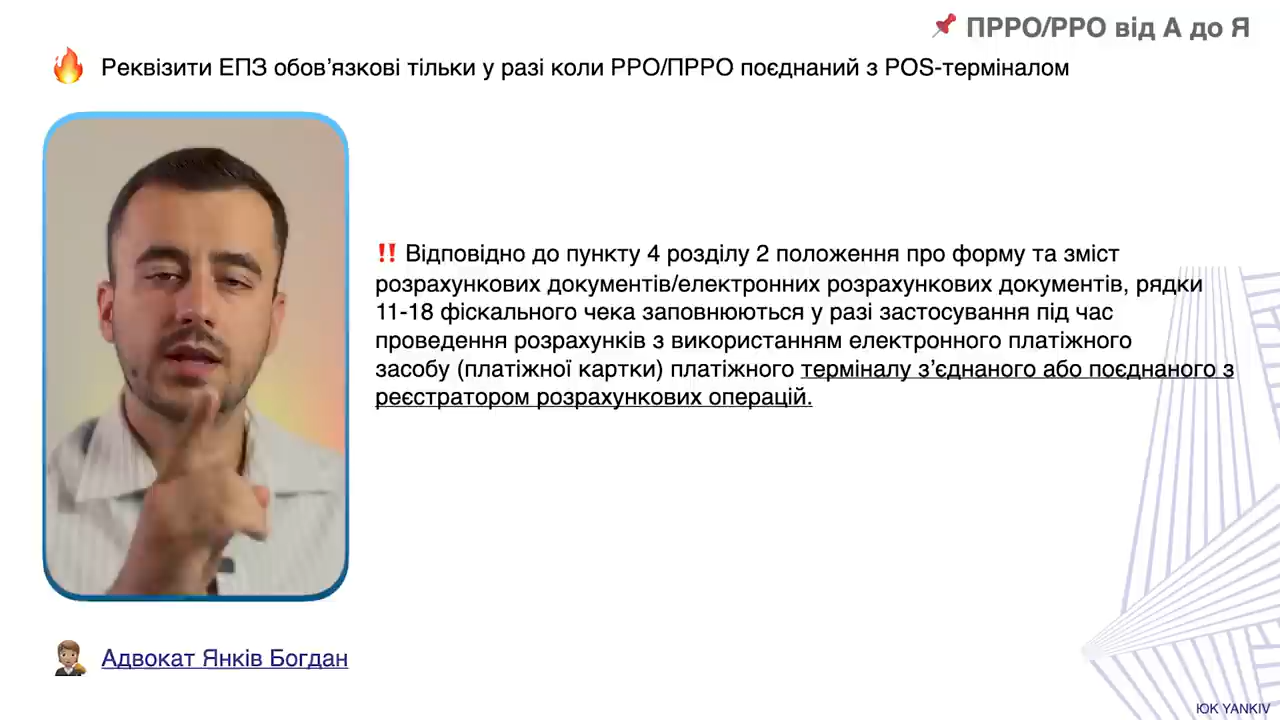 📌 ПРРО/РРО від А до Я
🔥 Реквізити ЕПЗ обов’язкові тільки у разі коли РРО/ПРРО поєднаний з POS-терміналом
‼️ Відповідно до пункту 4 розділу 2 положення про форму та зміст
розрахункових документів/електронних розрахункових документів, рядки
11-18 фіскального чека заповнюються у разі застосування під час
проведення розрахунків з використанням електронного платіжного
засобу (платіжної картки) платіжного терміналу з’єднаного або поєднаного з
реєстратором розрахункових операцій.
Адвокат Янків Богдан
ЮК YANKIV